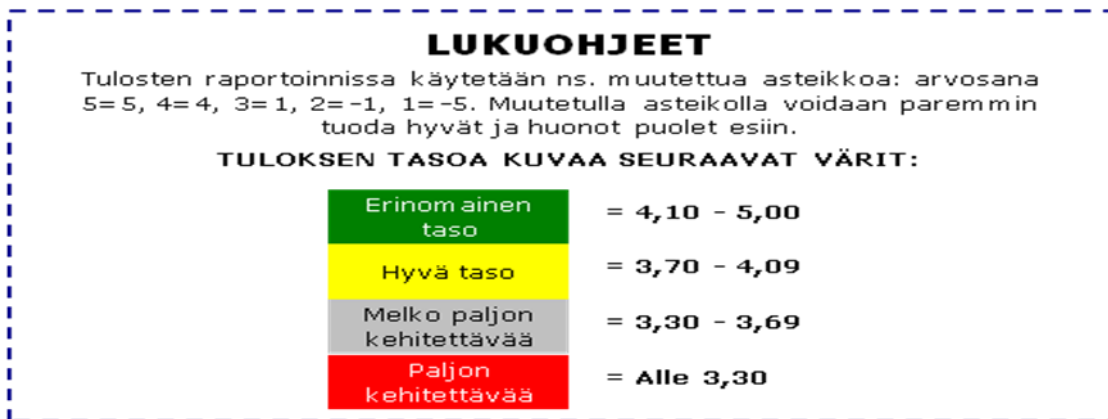 LUKUOHJEET
Tulosten raportoinnissa käytetään ns. muutettua asteikkoa: arvosana
5=5, 4=4, 3=1, 2=-1, 1=-5. Muutetulla asteikolla voidaan paremmin
tuoda hyvät ja huonot puolet esiin.
TULOKSEN TASOA KUVAA SEURAAVAT VÄRIT:
Erinomainen
taso
= 4,10 - 5,00
Hyvä taso
= 3,70 - 4,09
Melko paljon
kehitettävää
= 3,30 - 3,69
Paljon
kehitettävää
= Alle 3,30